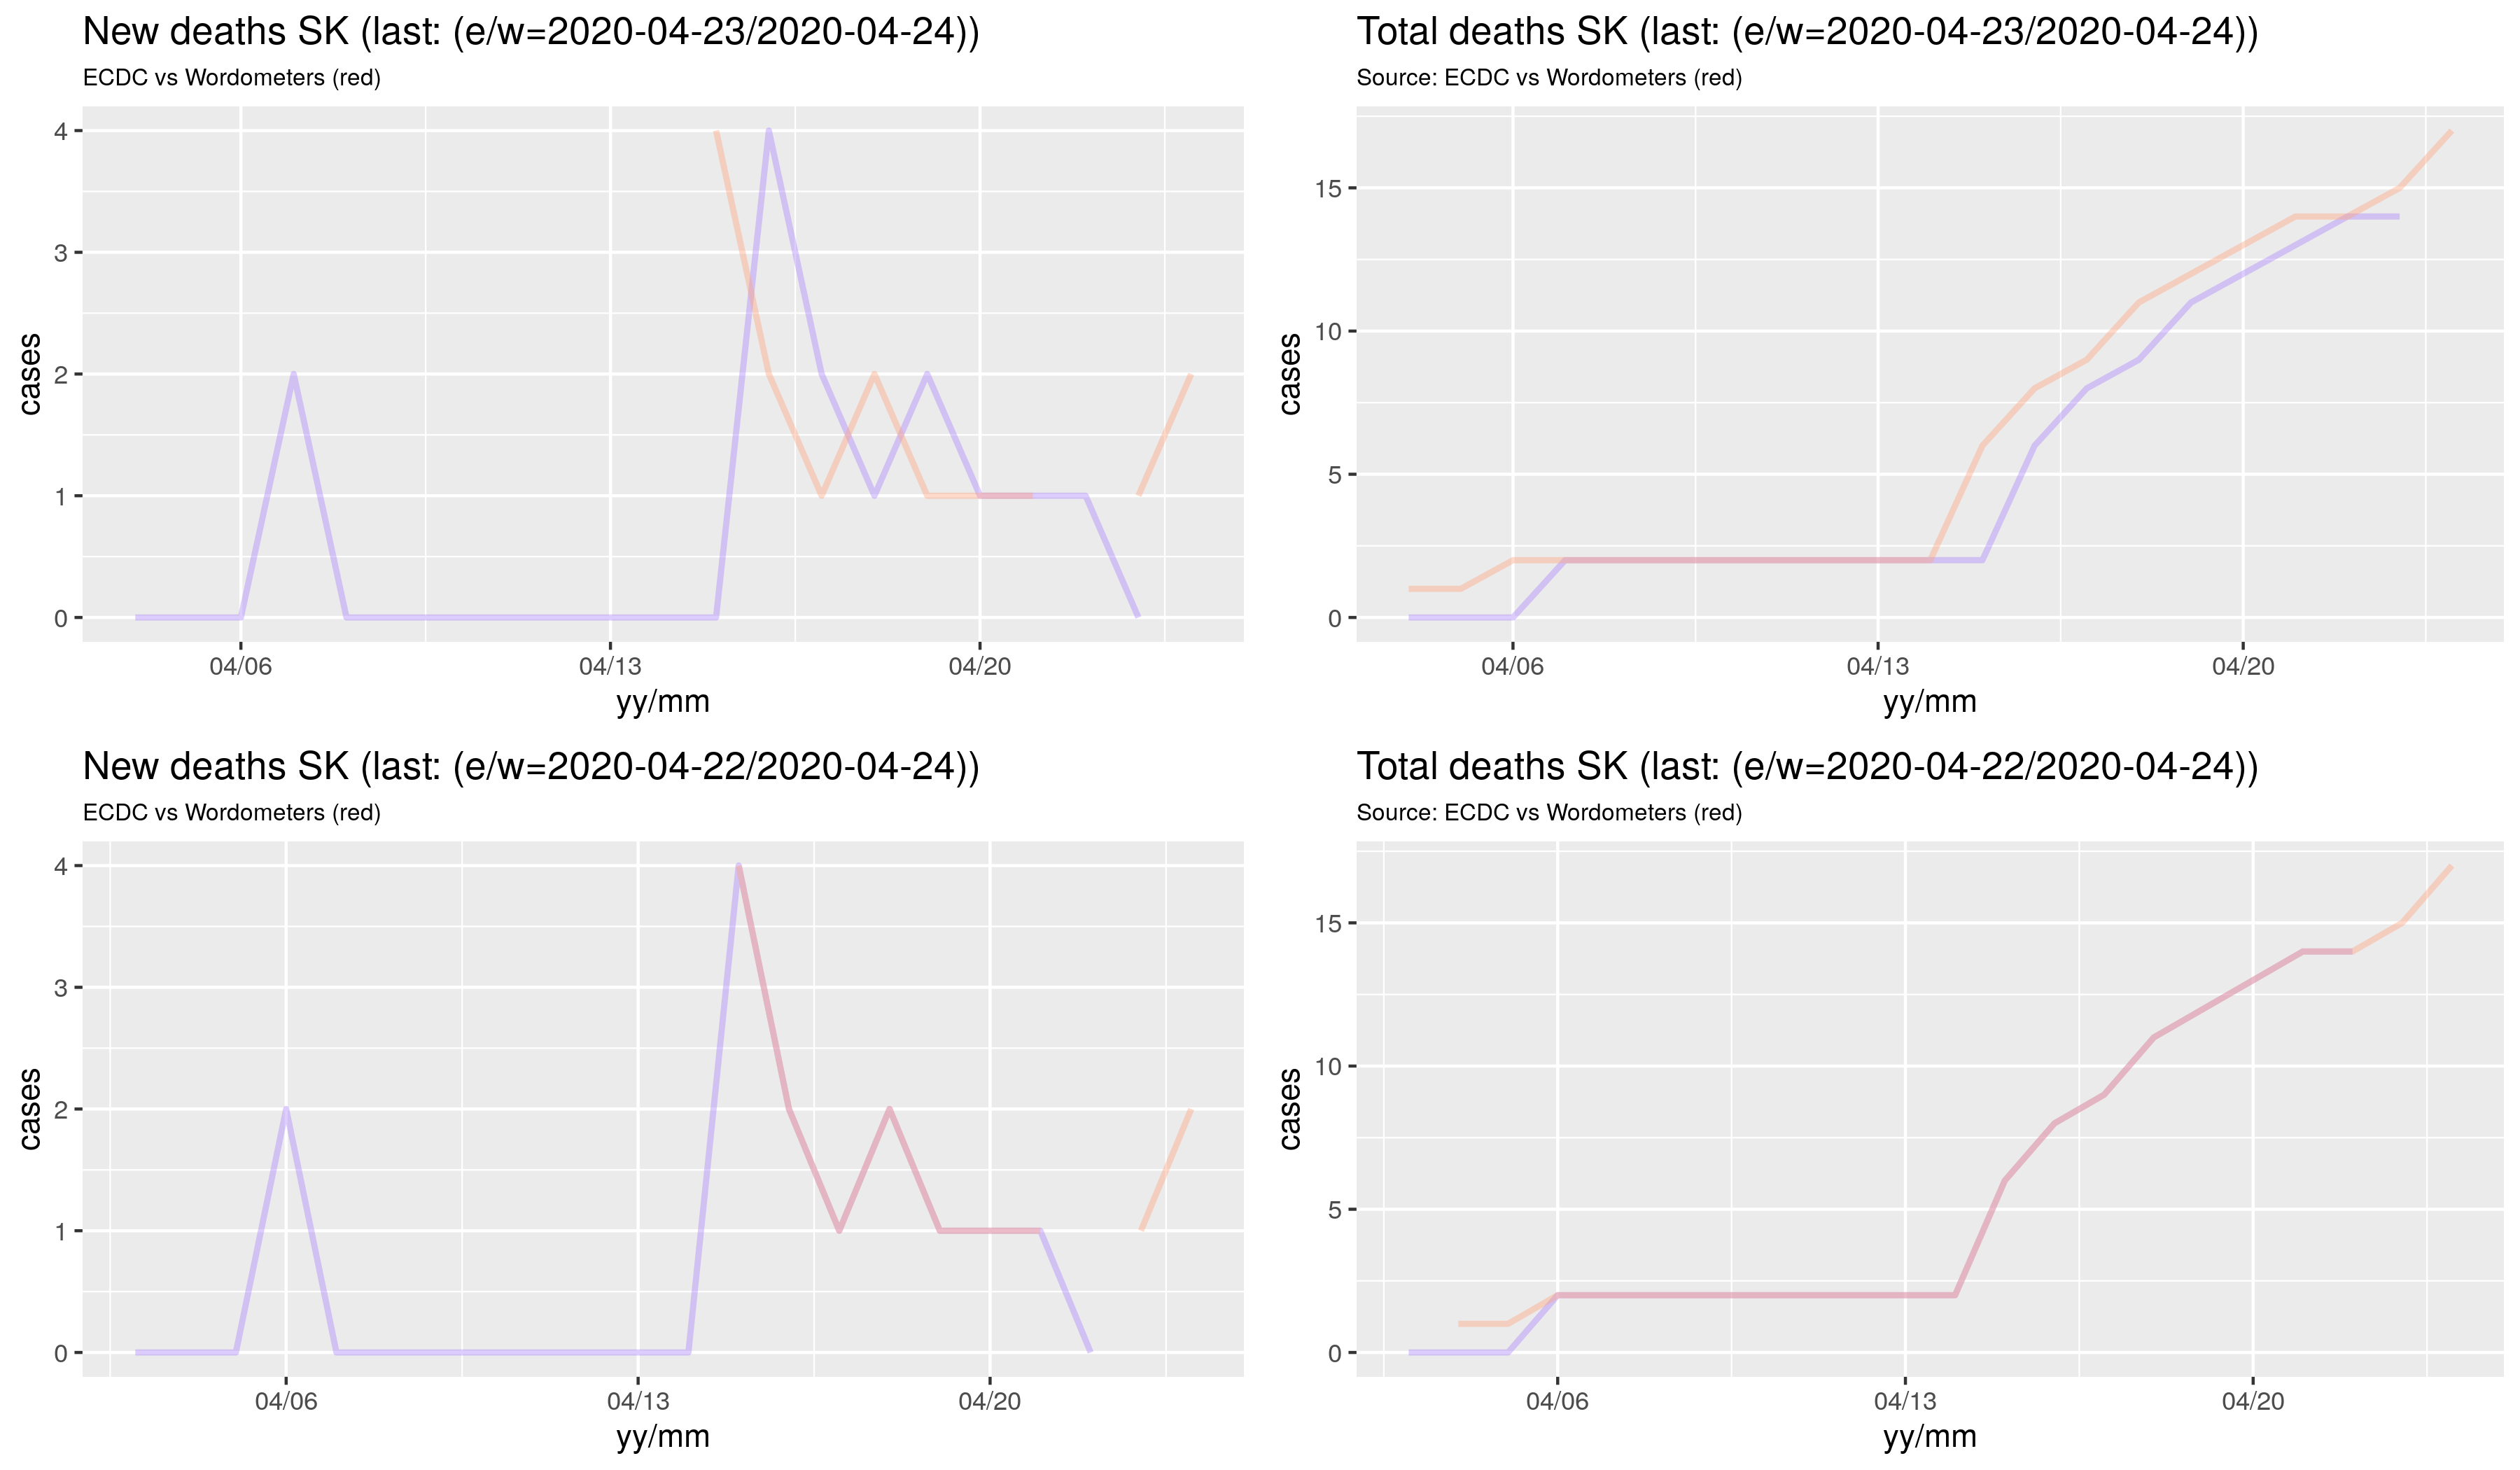 New deaths SK (last: (e/w=2020-04-23/2020-04-24))
ECDC vs Wordometers (red)
4
3
2
1
0
cases
04/06 04/13 04/20
yy/mm
Total deaths SK (last: (e/w=2020-04-23/2020-04-24))
Source: ECDC vs Wordometers (red)
15
10
5
0
cases
04/06 04/13 04/20
yy/mm
New deaths SK (last: (e/w=2020-04-22/2020-04-24))
ECDC vs Wordometers (red)
4
3
2
1
0
cases
04/06 04/13 04/20
yy/mm
Total deaths SK (last: (e/w=2020-04-22/2020-04-24))
Source: ECDC vs Wordometers (red)
15
10
5
0
cases
04/06 04/13 04/20
yy/mm